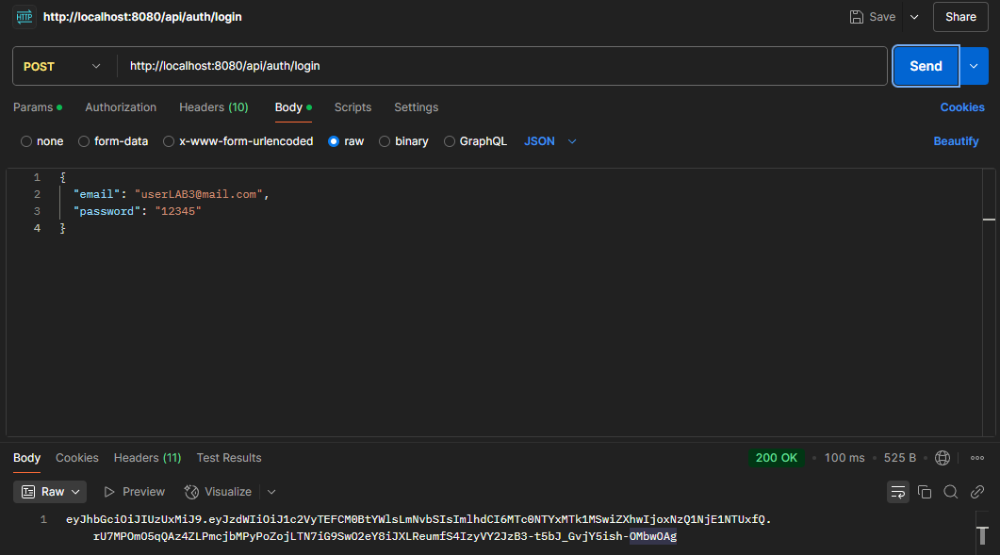 HTTP http://localhost:8080/api/auth/login Save Share
POST http://localhost:8080/api/auth/login Send
Params Authorization Headers (10) Body Scripts Settings Cookies
none form-data x-www-form-urlencoded raw binary GraphQL JSON Beautify
1 {
2 "email": "userLAB3@mail.com",
3 "password": "12345"
4 }
Body Cookies Headers (11) Test Results 200 OK 100 ms 525 B
Raw Preview Visualize
1 eyJhbGciOiJIUzUxMiJ9.eyJzdWIiOiJ1c2VyTEFCM0BtYWlsLmNvbSIsImlhdCI6MTc0NTYxMTk1MSwiZXhwIjoxNzQ1NjE1NTUxfQ.
rU7MPOmO5qQAz4ZLPmcjbMPyPoZojLTN7iG9SwO2eY8iJXLReumfS4IzyVY2JzB3-t5bJ_GvjY5ish-OMbwOAg
T